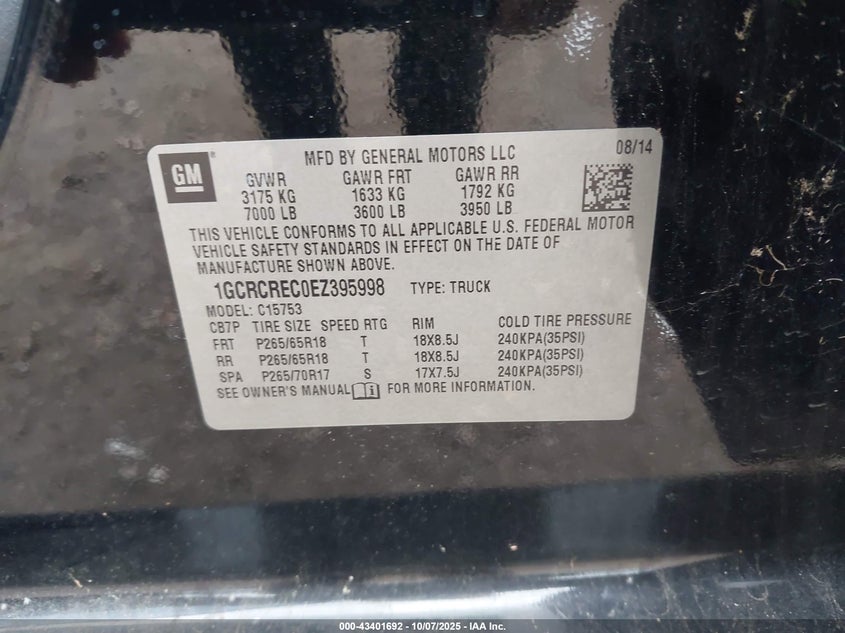 GM ®
MFD BY GENERAL MOTORS LLC 08/14
GVWR GAWR FRT GAWR RR
3175 KG 1633 KG 1792 KG
7000 LB 3600 LB 3950 LB
THIS VEHICLE CONFORMS TO ALL APPLICABLE U.S. FEDERAL MOTOR
VEHICLE SAFETY STANDARDS IN EFFECT ON THE DATE OF
MANUFACTURE SHOWN ABOVE.
1GCRCREC0EZ395998 TYPE: TRUCK
MODEL: C15753
CB7P TIRE SIZE SPEED RTG RIM COLD TIRE PRESSURE
FRT P265/65R18 T 18X8.5J 240KPA(35PSI)
RR P265/65R18 T 18X8.5J 240KPA(35PSI)
SPA P265/70R17 S 17X7.5J 240KPA(35PSI)
SEE OWNER'S MANUAL FOR MORE INFORMATION.
000-43401692 - 10/07/2025 - IAA Inc.